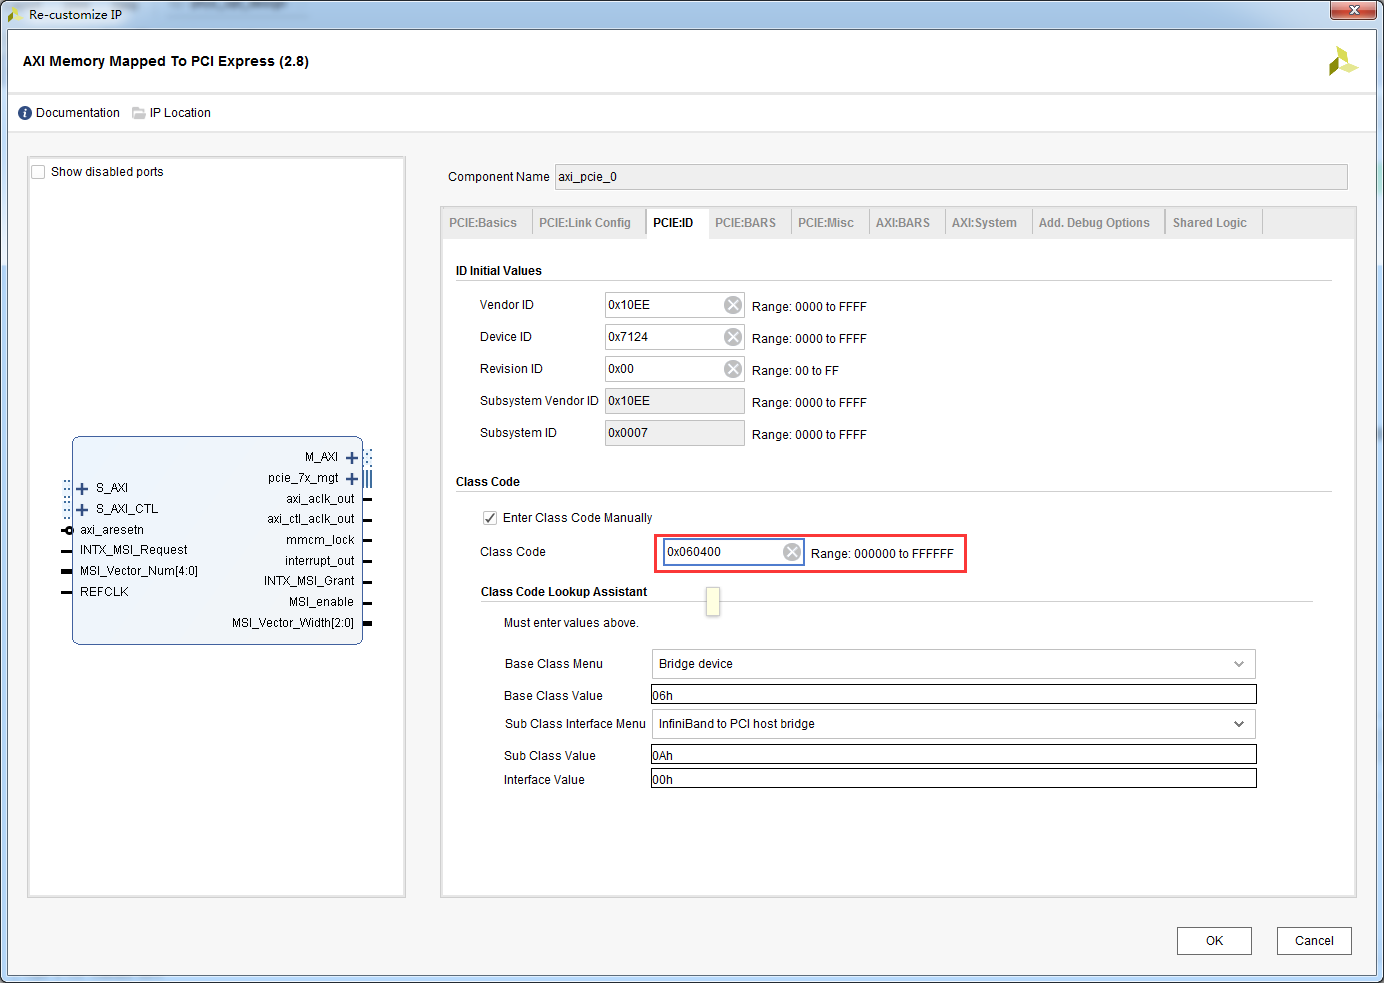 Re-customize IP
AXI Memory Mapped To PCI Express (2.8)
Documentation IP Location
Show disabled ports
S_AXI
S_AXI_CTL
axi_aresetn
INTX_MSI_Request
MSI_Vector_Num[4:0]
REFCLK
M_AXI
pcie_7x_mgt
axi_aclk_out
axi_ctl_aclk_out
mmcm_lock
interrupt_out
INTX_MSI_Grant
MSI_enable
MSI_Vector_Width[2:0]
Component Name axi_pcie_0
PCIE:Basics PCIE:Link Config PCIE:ID PCIE:BARS PCIE:Misc AXI:BARS AXI:System Add. Debug Options Shared Logic
ID Initial Values
Vendor ID 0x10EE Range: 0000 to FFFF
Device ID 0x7124 Range: 0000 to FFFF
Revision ID 0x00 Range: 00 to FF
Subsystem Vendor ID 0x10EE Range: 0000 to FFFF
Subsystem ID 0x0007 Range: 0000 to FFFF
Class Code
Enter Class Code Manually
Class Code 0x060400 Range: 000000 to FFFFFF
Class Code Lookup Assistant
Must enter values above.
Base Class Menu Bridge device
Base Class Value 06h
Sub Class Interface Menu InfiniBand to PCI host bridge
Sub Class Value 0Ah
Interface Value 00h
OK Cancel